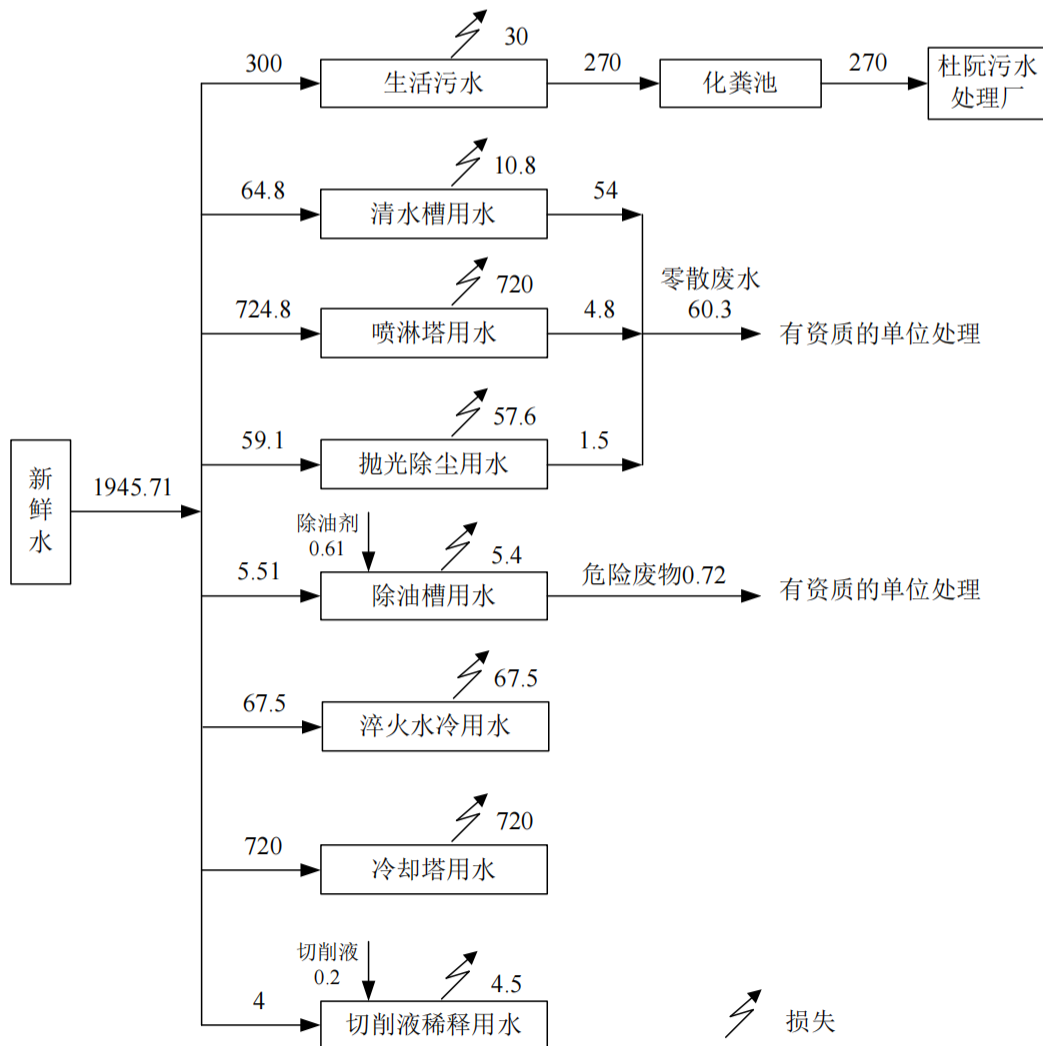 30
300
生活污水
270
化粪池
270
杜阮污水
处理厂
10.8
64.8
清水槽用水
54
720
724.8
喷淋塔用水
4.8
零散废水
60.3
有资质的单位处理
57.6
59.1
抛光除尘用水
1.5
新
鲜
水
1945.71
除油剂
0.61
5.4
5.51
除油槽用水
危险废物0.72
有资质的单位处理
67.5
67.5
淬火水冷用水
720
720
冷却塔用水
切削液
0.2
4.5
4
切削液稀释用水
损失